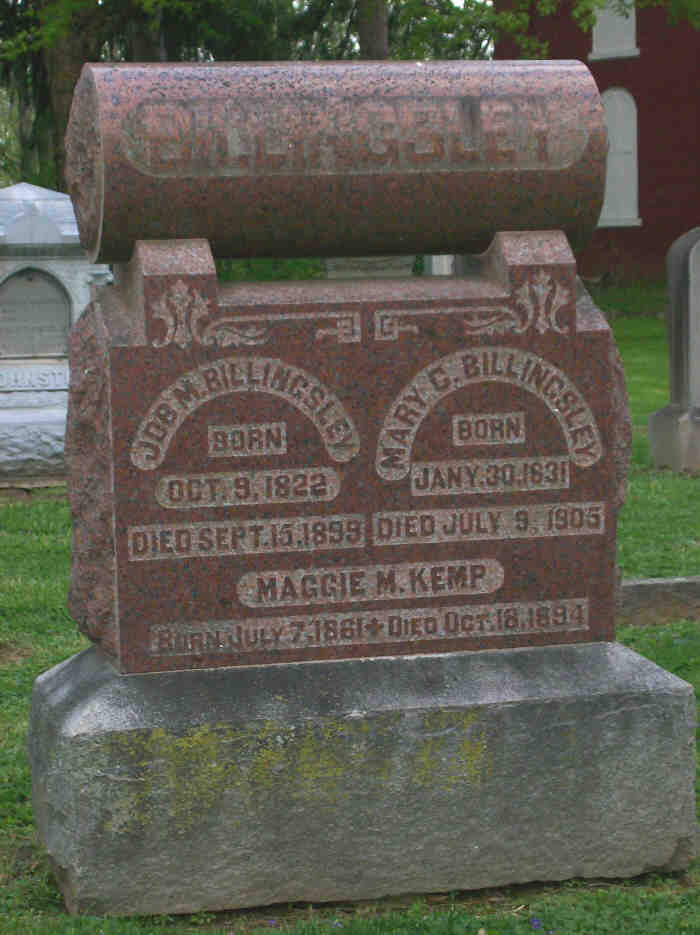 BILLINGSLEY
JOB M. BILLINGSLEY
BORN
OCT. 9, 1822
DIED SEPT. 15, 1899
MARY C. BILLINGSLEY
BORN
JANY. 30, 1831
DIED JULY 9, 1905
MAGGIE M. KEMP
BORN JULY 7, 1861 + DIED OCT. 18, 1894